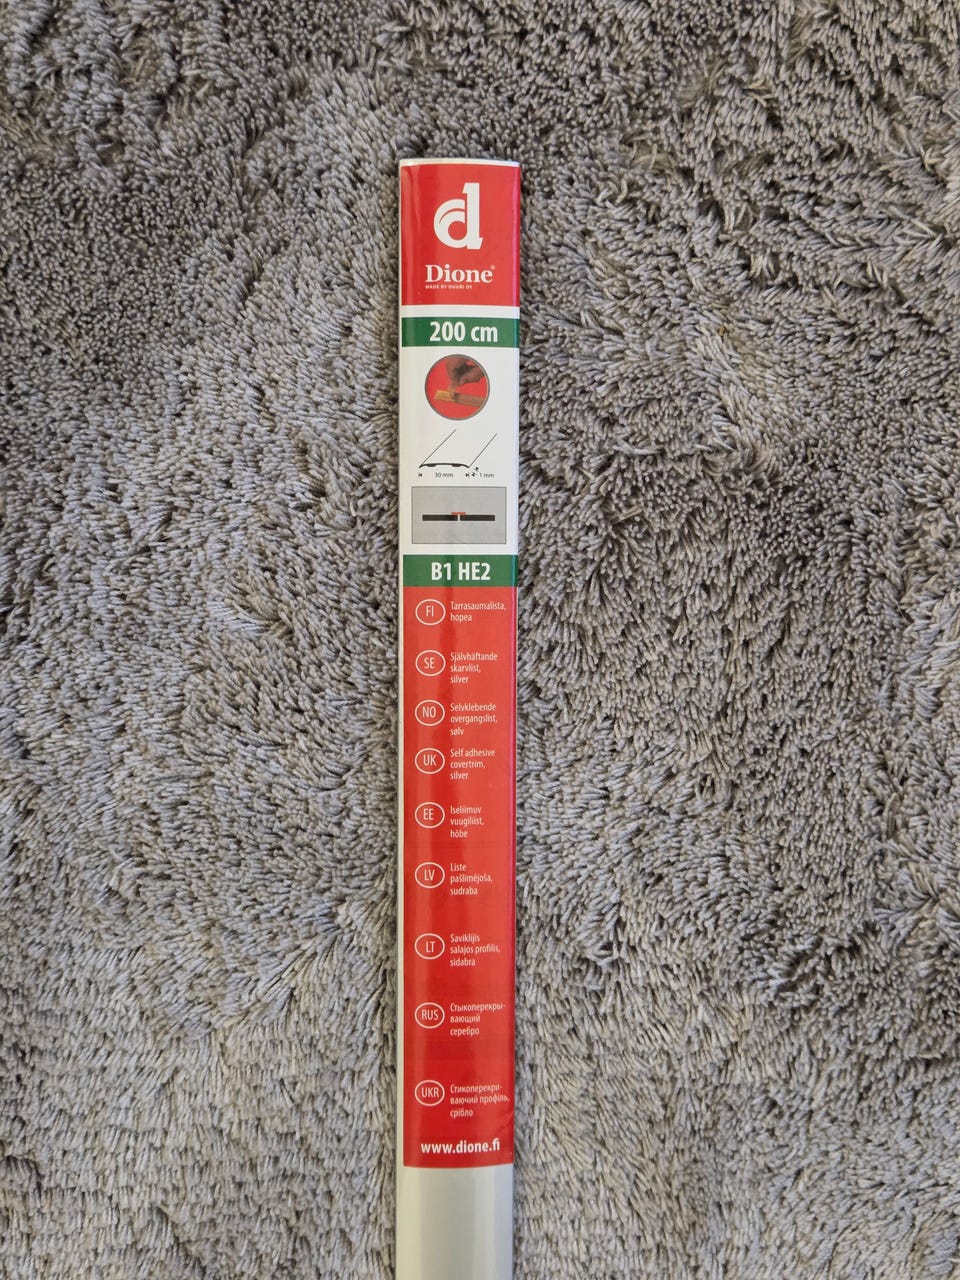 d
Dione®
MADE BY DUURI OY
200 cm
30 mm
1 mm
B1 HE2
FI
Tarrasaumalista,
hopea
SE
Självhäftande
skarvlist,
silver
NO
Selvklebende
overgangslist,
sølv
UK
Self adhesive
covertrim,
silver
EE
Iseliimuv
vuugiliist,
hõbe
LV
Liste
pašlīmējoša,
sudraba
LT
Saviklijis
salajos profilis,
sidabra
RUS
Стыкоперекры-
вающий
серебро
UKR
Стикоперекри-
ваючий профіль,
срібло
www.dione.fi